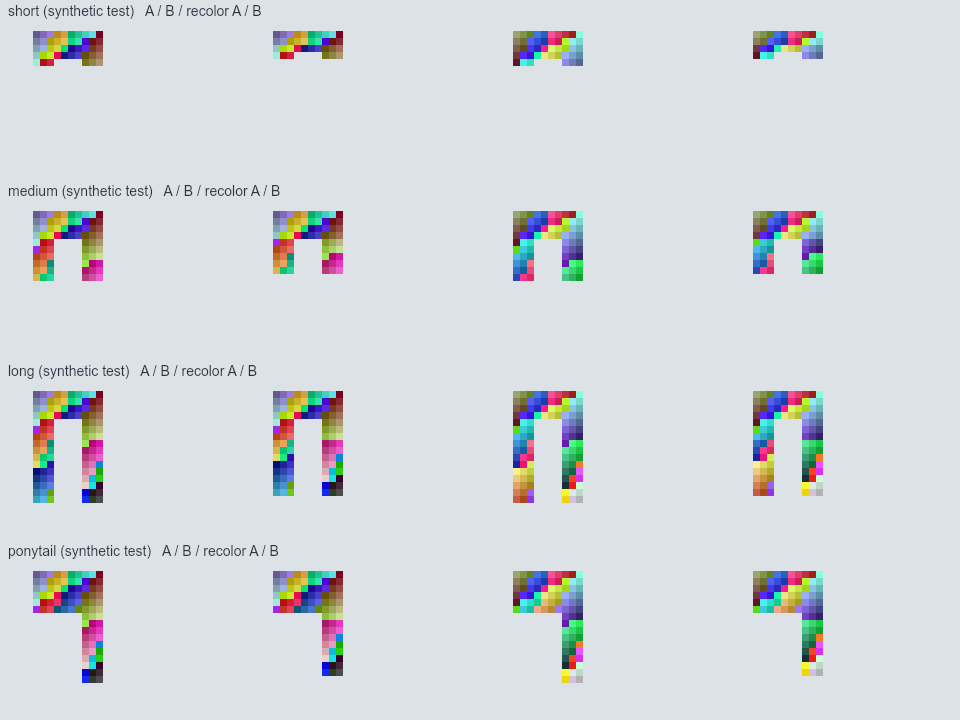 short (synthetic test)   A / B / recolor A / B
medium (synthetic test)   A / B / recolor A / B
long (synthetic test)   A / B / recolor A / B
ponytail (synthetic test)   A / B / recolor A / B